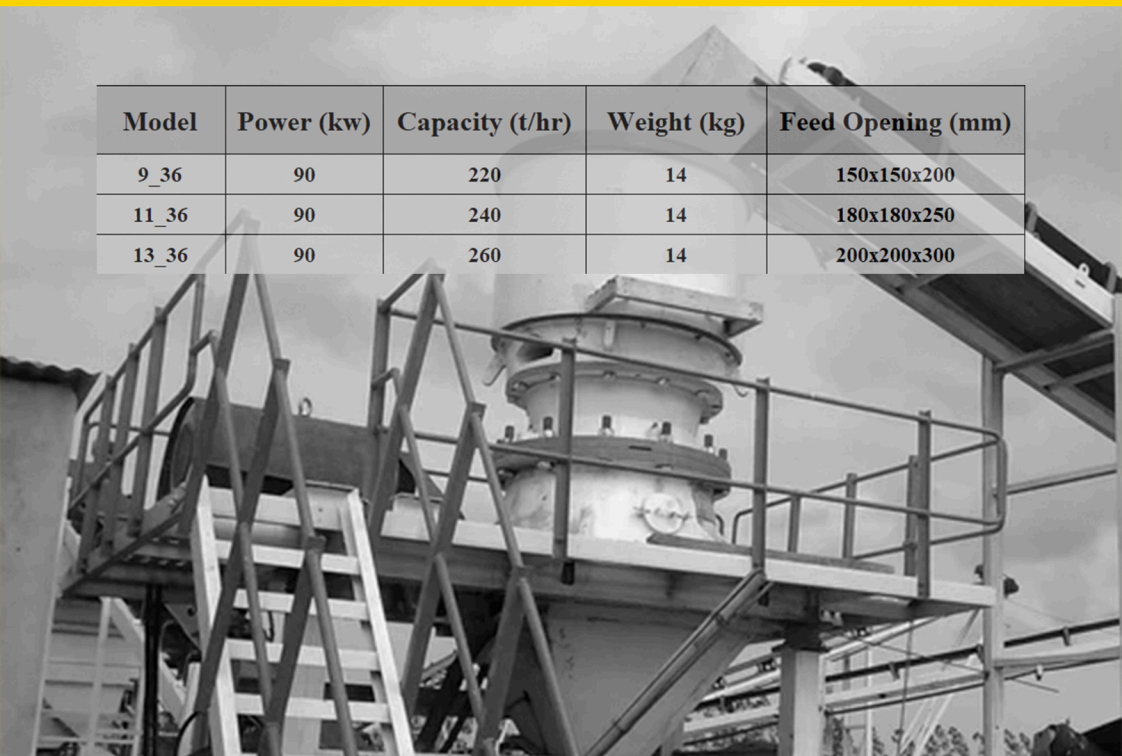 Model Power (kw) Capacity (t/hr) Weight (kg) Feed Opening (mm)
9_36 90 220 14 150x150x200
11_36 90 240 14 180x180x250
13_36 90 260 14 200x200x300